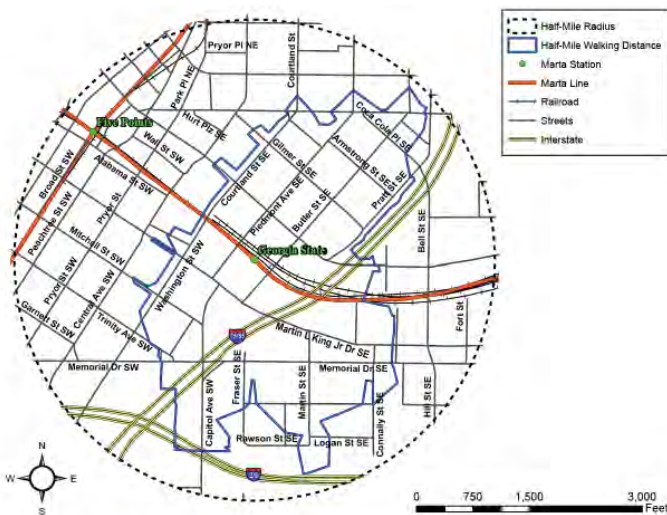 Pryor Pl NE
Courtland St
Park Pl NE
Hurt Plz SE
Coca Cola Pl SE
Five Points
Wall St SW
Gilmer St SE
Armstrong St SE
Broad St SW
Alabama St SW
Courtland St SE
Piedmont Ave SE
Butler St SE
Pratt St SE
Peachtree St SW
Pryor St
Mitchell St SW
Washington St SW
Georgia State
Bell St SE
Pryor St SW
Central Ave SW
Garnett St SW
Trinity Ave SW
Martin L King Jr Dr SE
Fort St
Memorial Dr SW
Memorial Dr SE
Capitol Ave SW
Fraser St SE
Martin St SE
Connally St SE
Hill St SE
Rawson St SE
Logan St SE
Half-Mile Radius
Half-Mile Walking Distance
Marta Station
Marta Line
Railroad
Streets
Interstate
N
W E
S
0 750 1,500 3,000
Feet